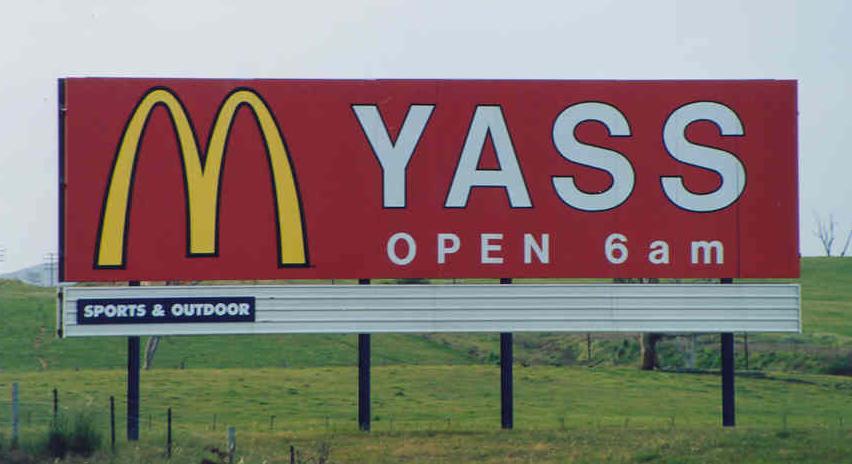 YASS
OPEN 6am
SPORTS & OUTDOOR